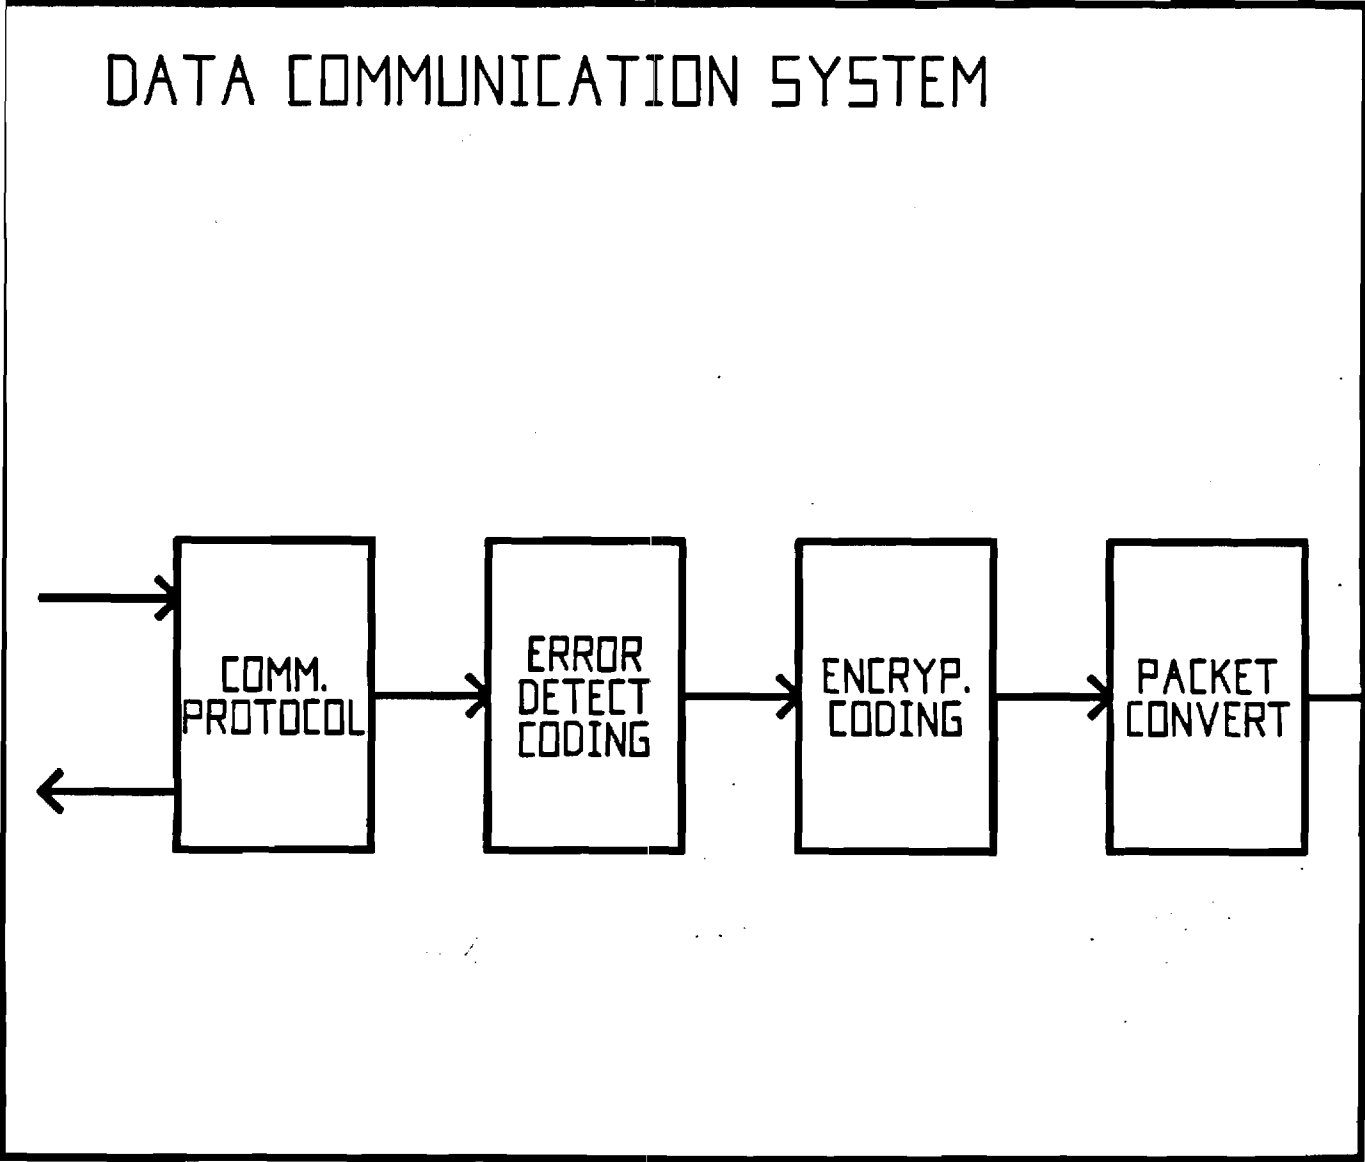 DATA COMMUNICATION SYSTEM
COMM.
PROTOCOL
ERROR
DETECT
CODING
ENCRYP.
CODING
PACKET
CONVERT